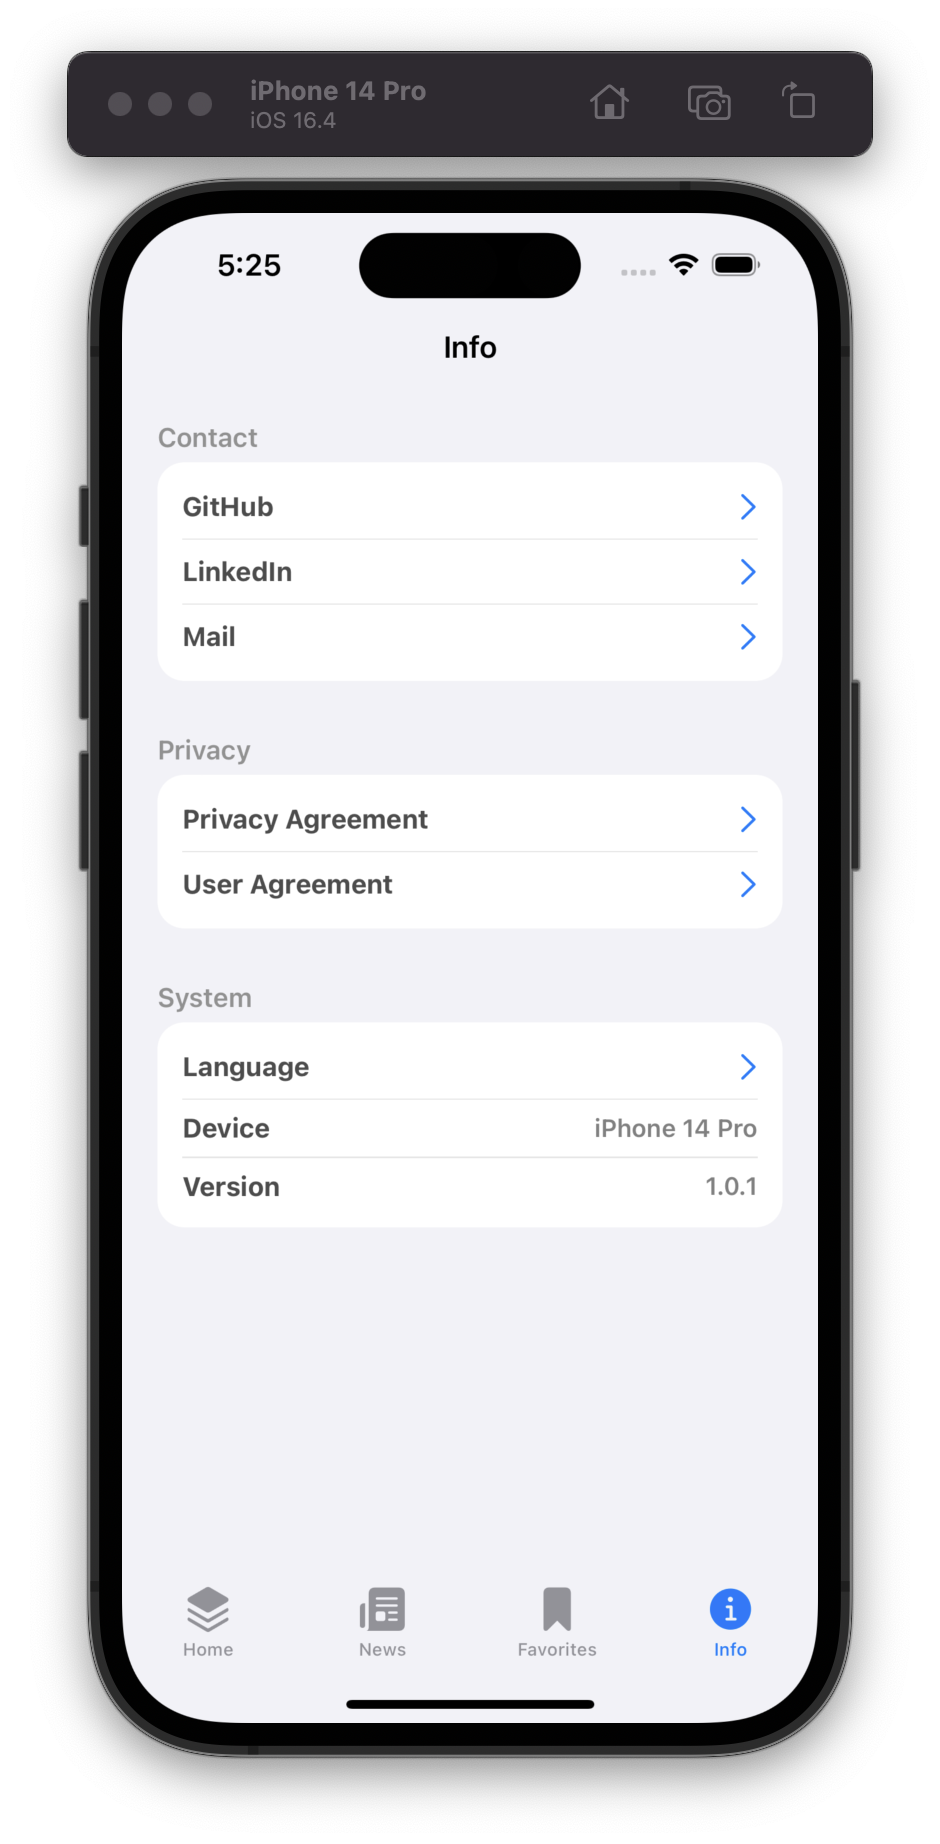 iPhone 14 Pro
iOS 16.4
5:25
Info
Contact
GitHub
LinkedIn
Mail
Privacy
Privacy Agreement
User Agreement
System
Language
Device iPhone 14 Pro
Version 1.0.1
Home News Favorites Info